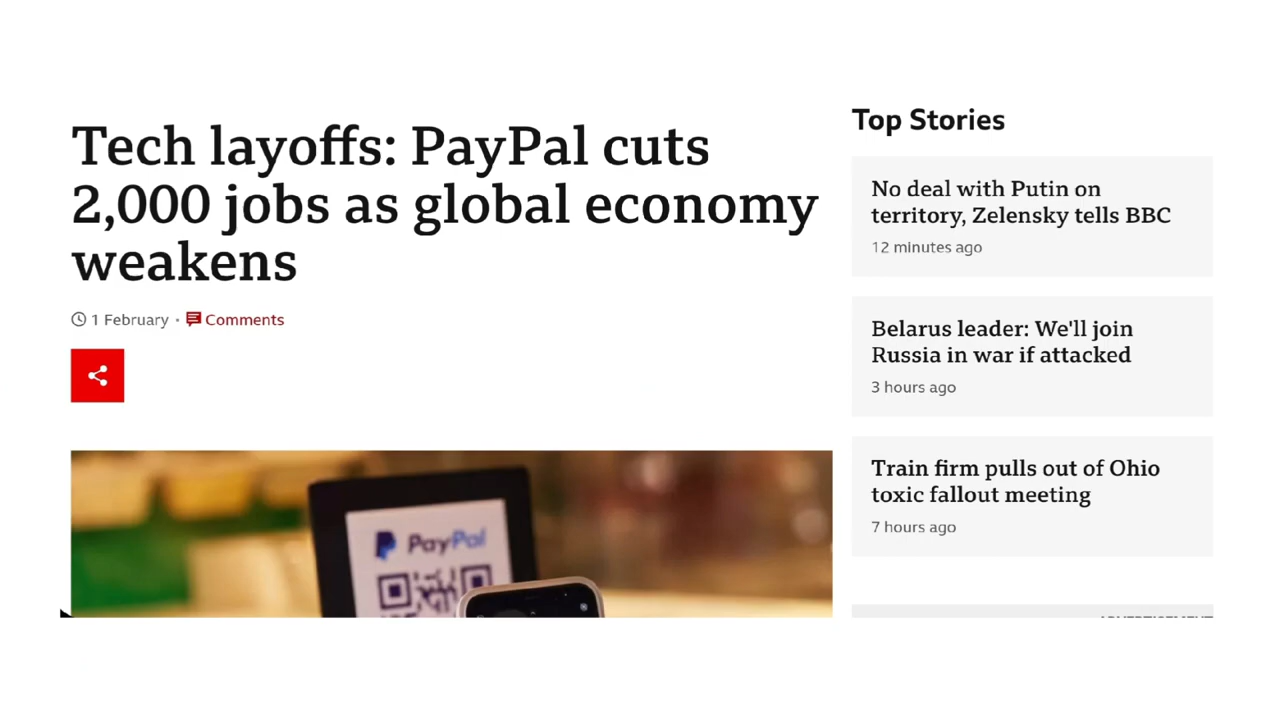 Tech layoffs: PayPal cuts
2,000 jobs as global economy
weakens
1 February • Comments
PayPal
Top Stories
No deal with Putin on
territory, Zelensky tells BBC
12 minutes ago
Belarus leader: We'll join
Russia in war if attacked
3 hours ago
Train firm pulls out of Ohio
toxic fallout meeting
7 hours ago